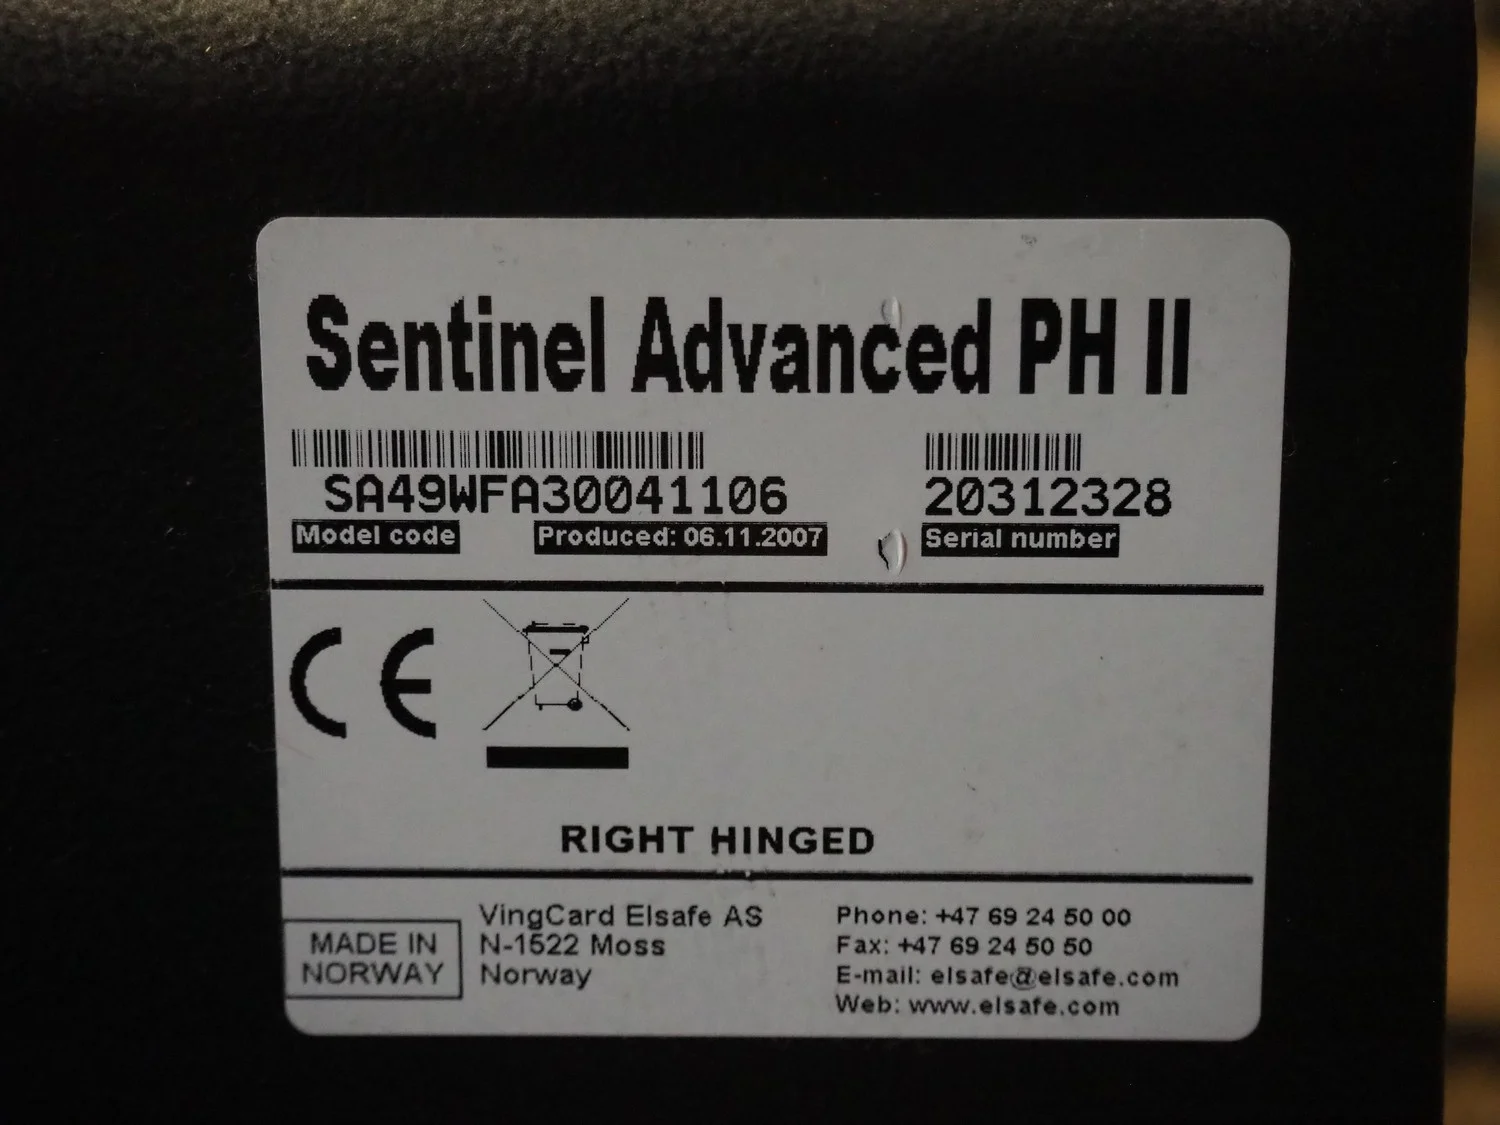 Sentinel Advanced PH II
SA49WFA30041106 20312328
Model code Produced: 06.11.2007 Serial number
CE
RIGHT HINGED
MADE IN
NORWAY
VingCard Elsafe AS
N-1522 Moss
Norway
Phone: +47 69 24 50 00
Fax: +47 69 24 50 50
E-mail: elsafe@elsafe.com
Web: www.elsafe.com